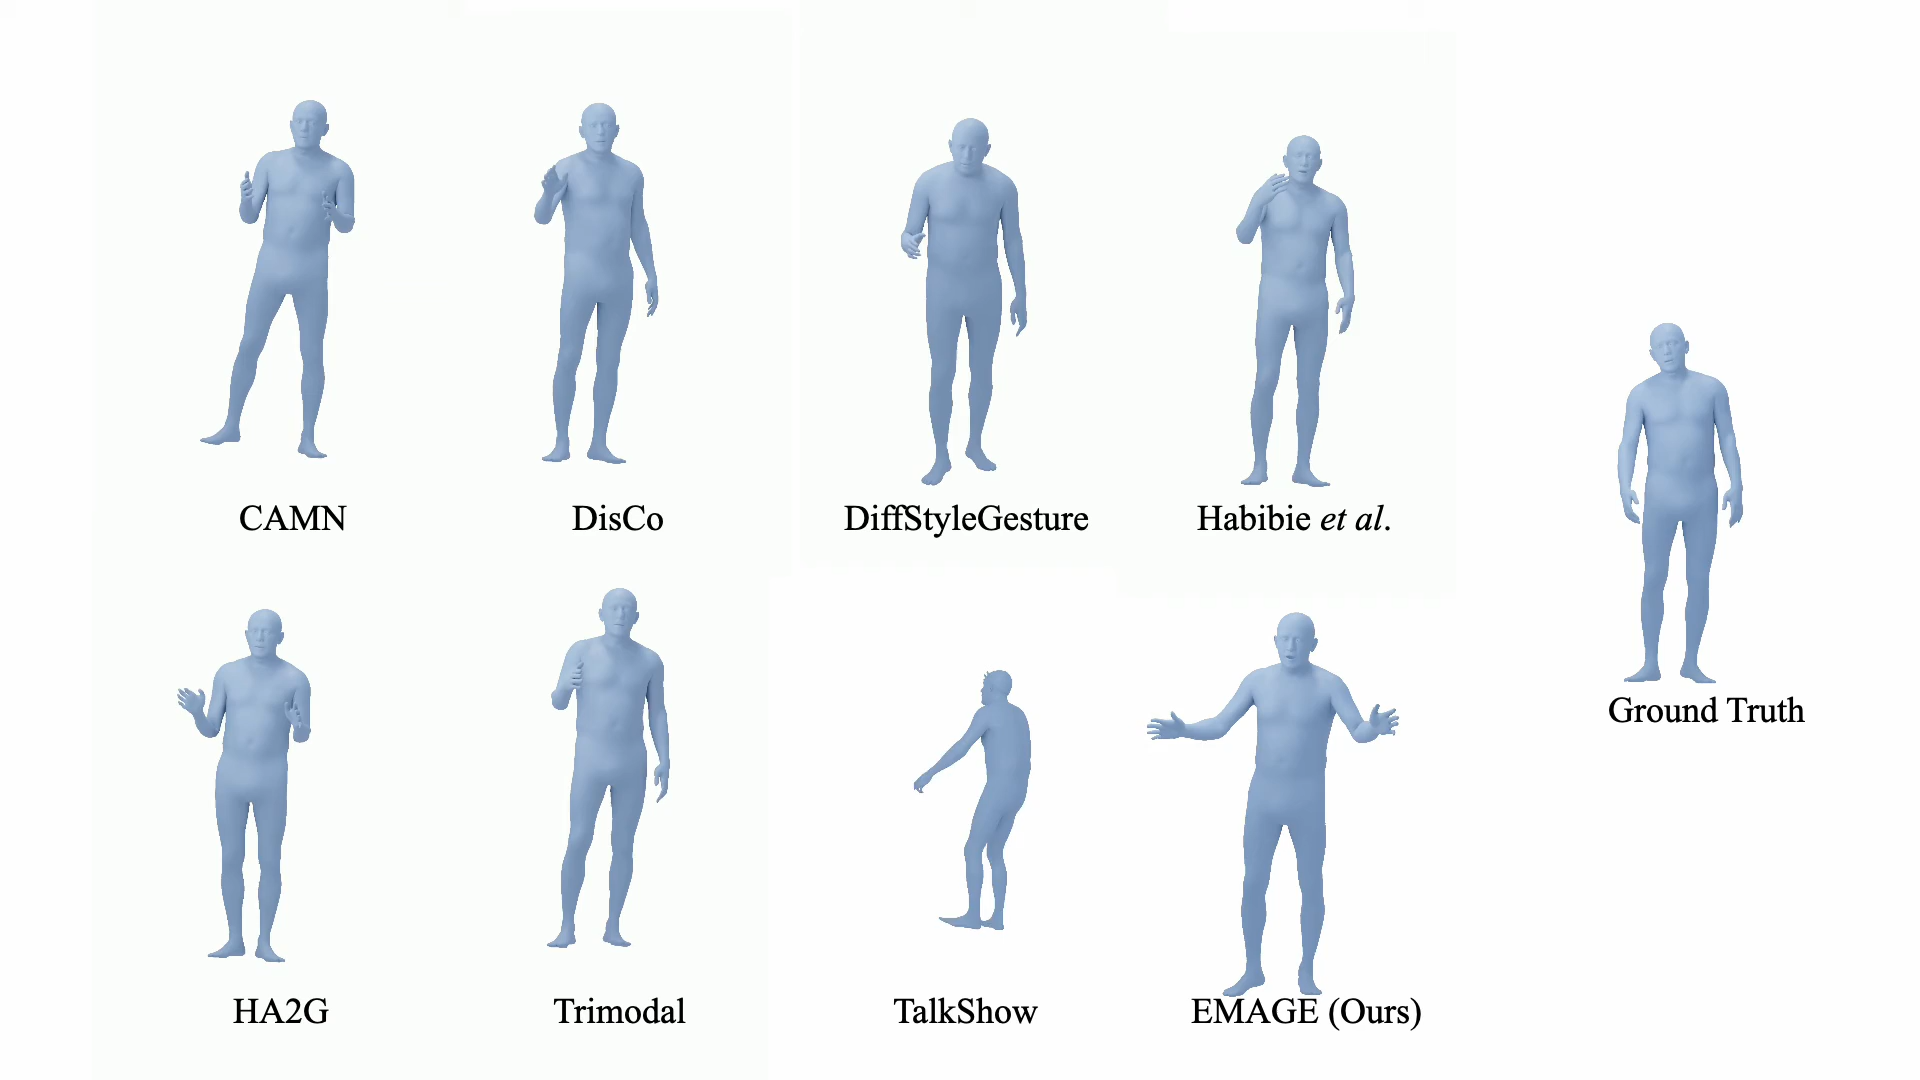 CAMN
DisCo
DiffStyleGesture
Habibie et al.
Ground Truth
HA2G
Trimodal
TalkShow
EMAGE (Ours)